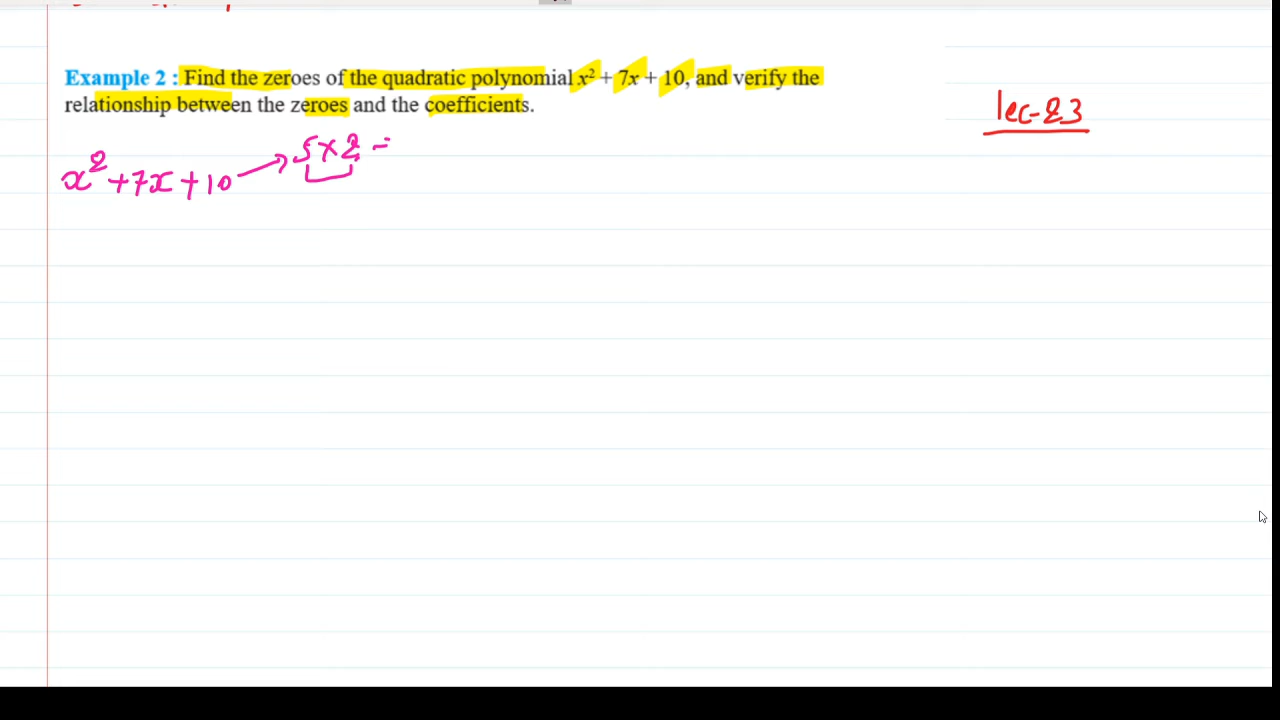 Example 2 : Find the zeroes of the quadratic polynomial x² + 7x + 10, and verify the
relationship between the zeroes and the coefficients.
lec-23
5 × 2 =
x² + 7x + 10